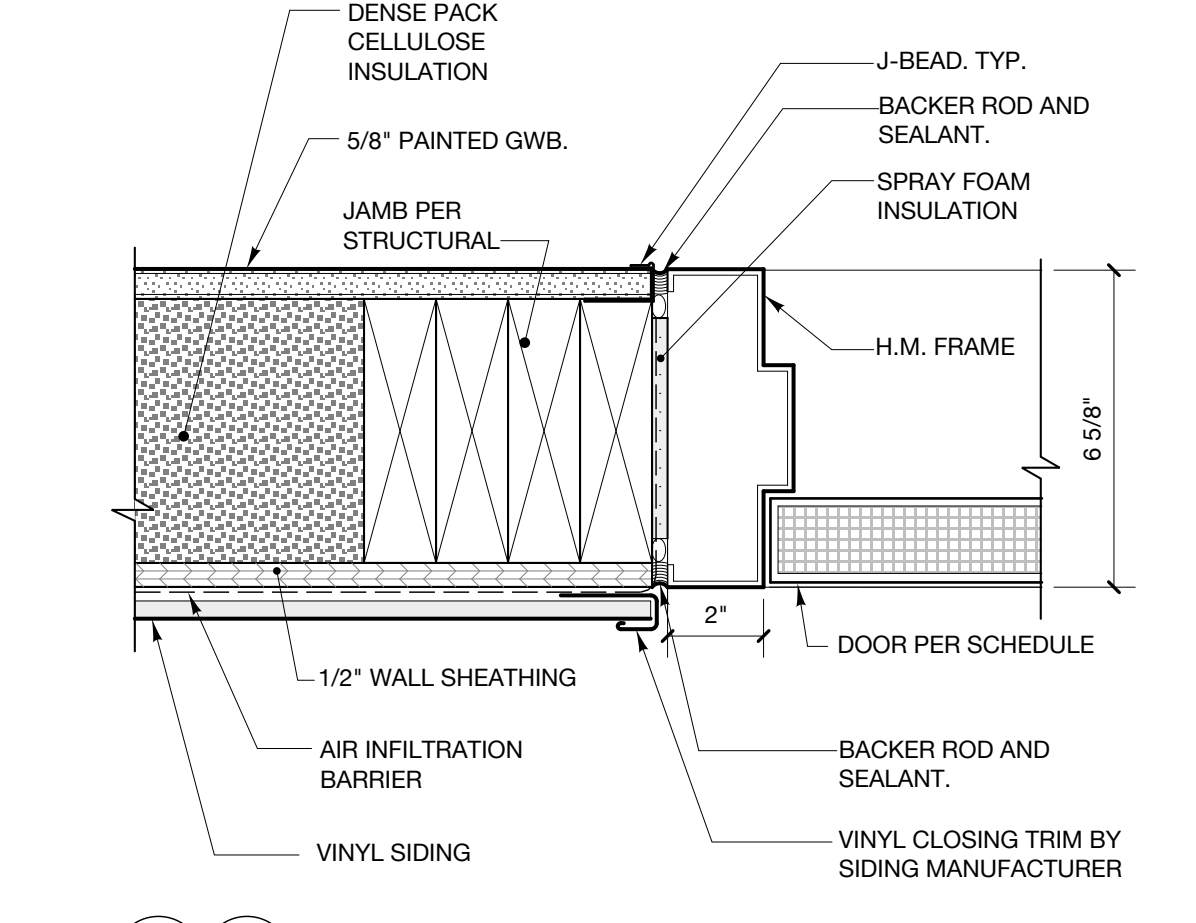 DENSE PACK
CELLULOSE
INSULATION
5/8" PAINTED GWB.
JAMB PER
STRUCTURAL
J-BEAD. TYP.
BACKER ROD AND
SEALANT.
SPRAY FOAM
INSULATION
H.M. FRAME
6 5/8"
2"
DOOR PER SCHEDULE
1/2" WALL SHEATHING
AIR INFILTRATION
BARRIER
VINYL SIDING
BACKER ROD AND
SEALANT.
VINYL CLOSING TRIM BY
SIDING MANUFACTURER